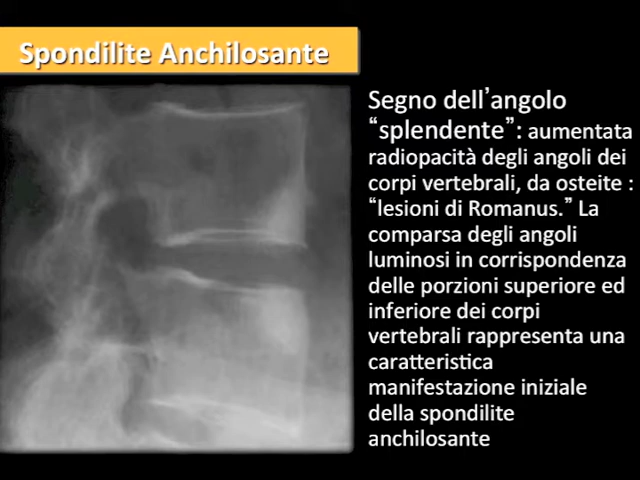 Spondilite Anchilosante
Segno dell’angolo
“splendente”: aumentata
radiopacità degli angoli dei
corpi vertebrali, da osteite :
“lesioni di Romanus.” La
comparsa degli angoli
luminosi in corrispondenza
delle porzioni superiore ed
inferiore dei corpi
vertebrali rappresenta una
caratteristica
manifestazione iniziale
della spondilite
anchilosante